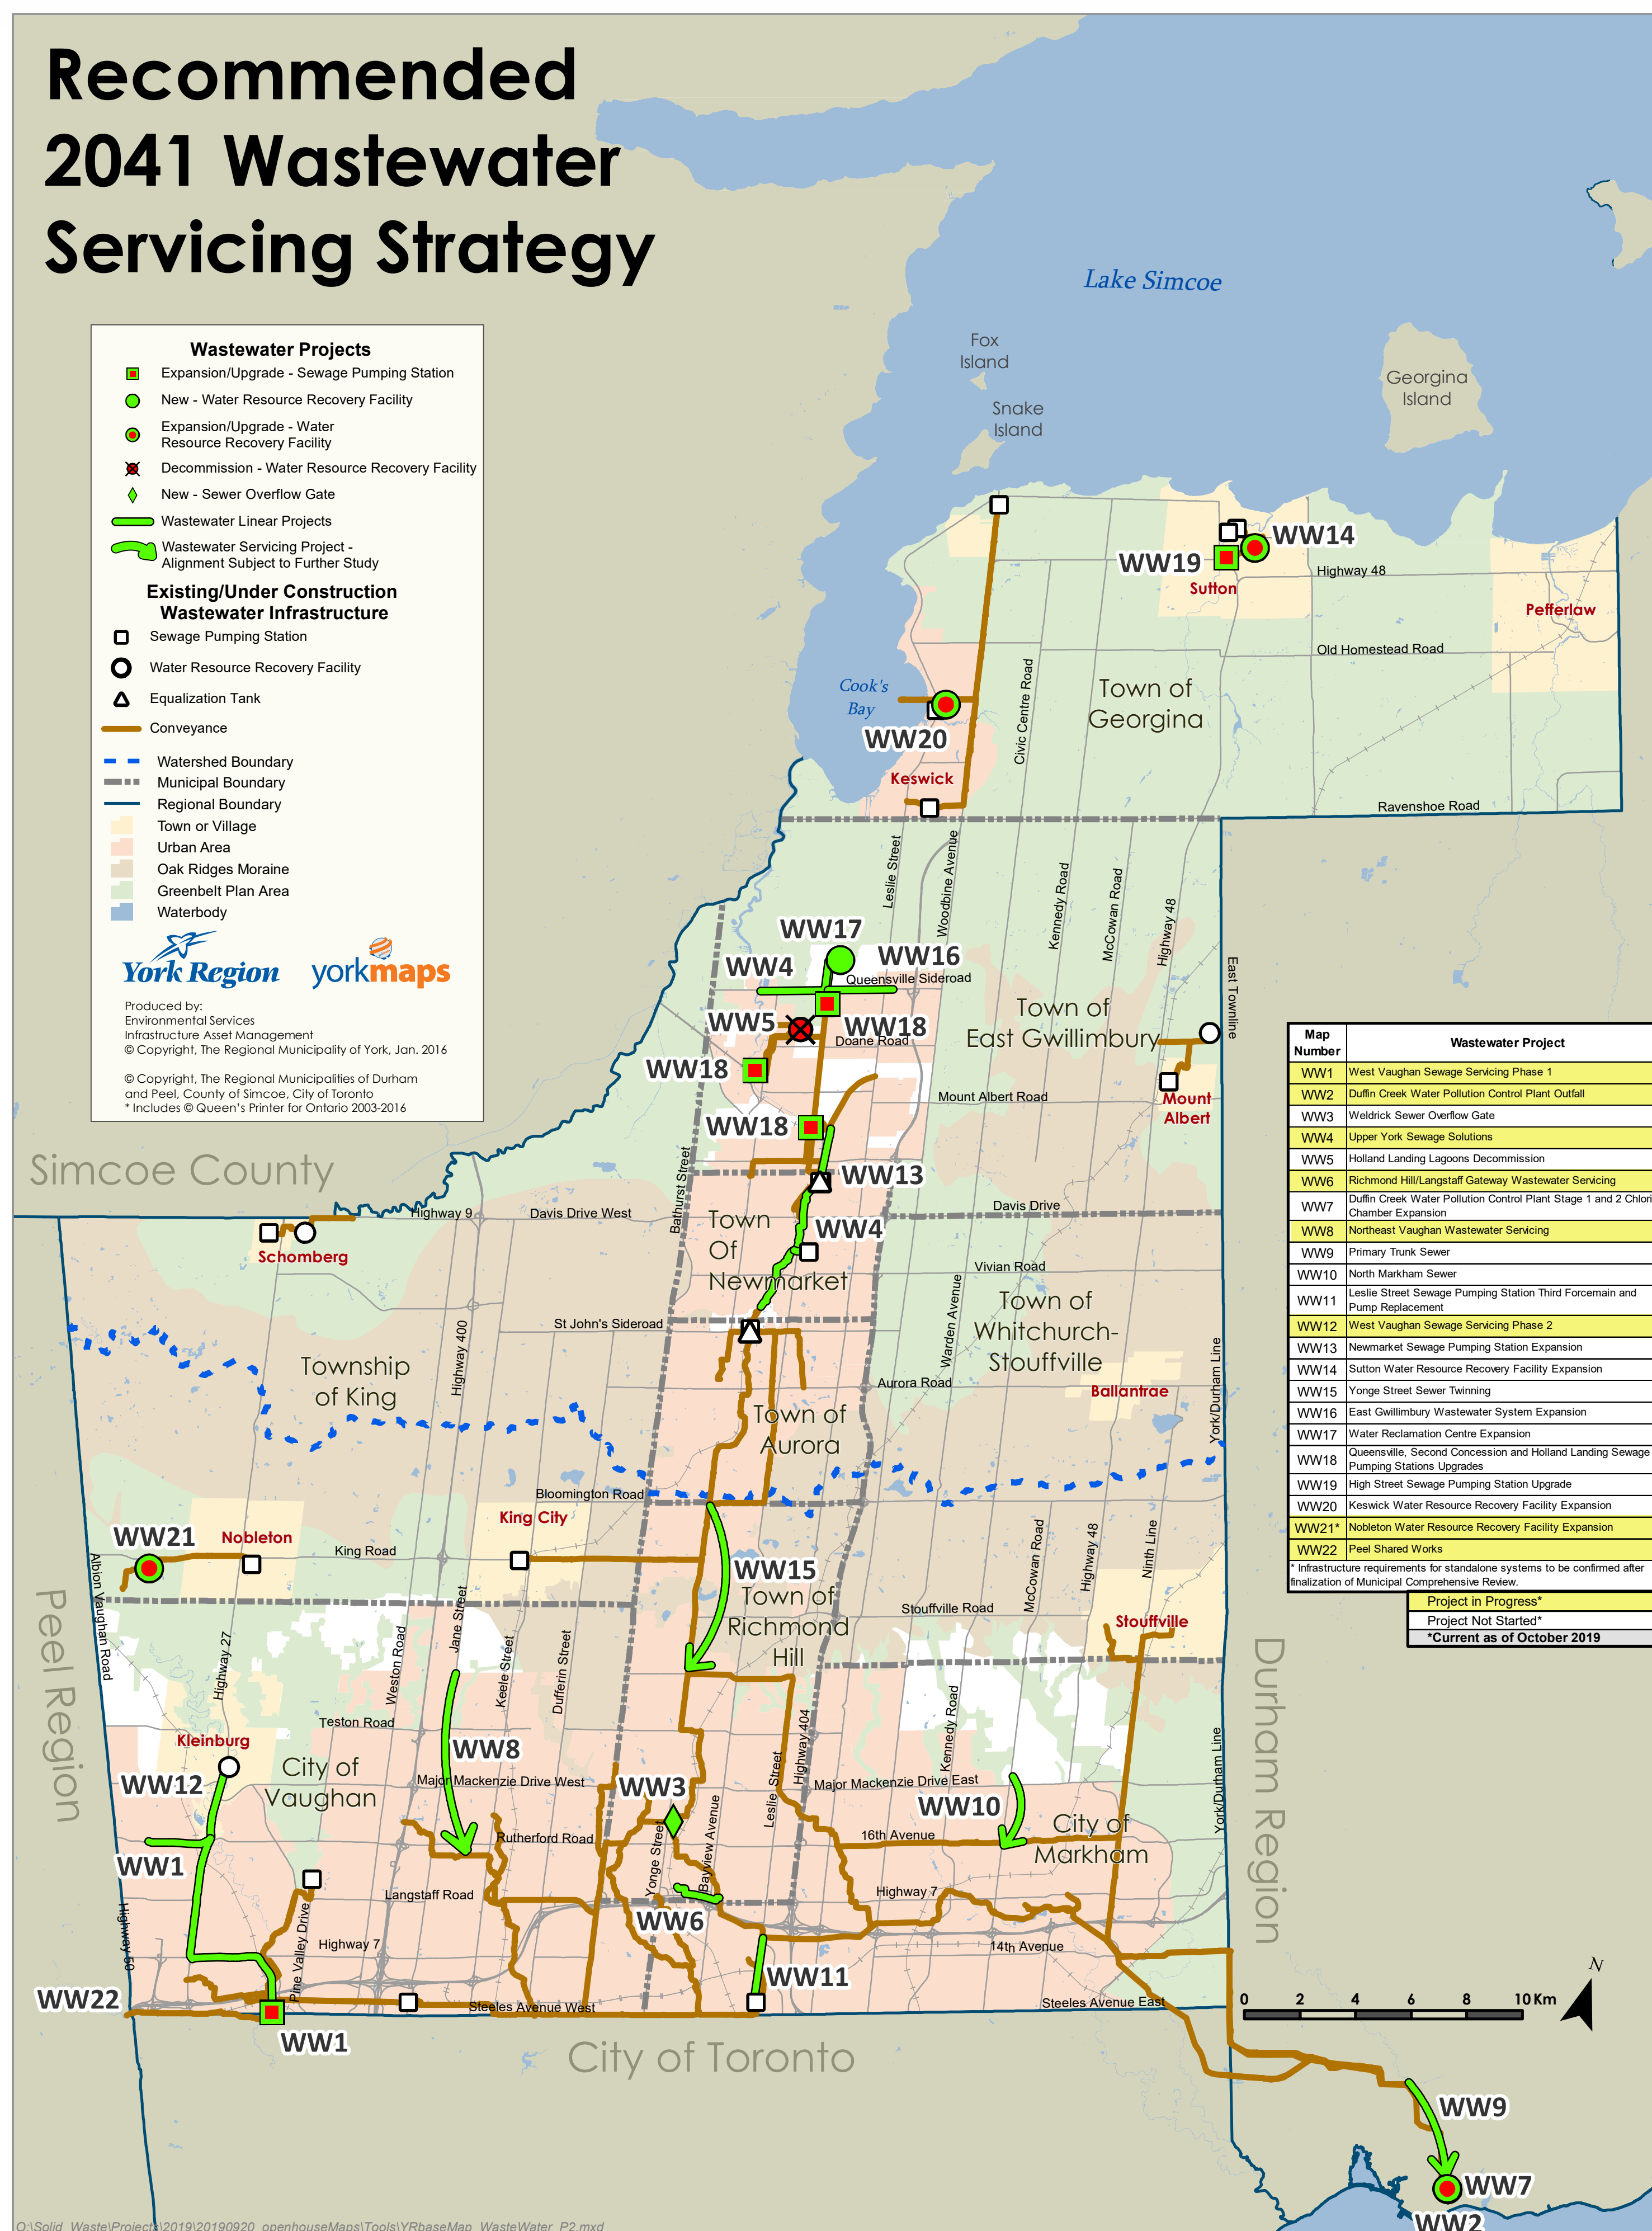 Recommended
2041 Wastewater
Servicing Strategy
Wastewater Projects
Expansion/Upgrade - Sewage Pumping Station
New - Water Resource Recovery Facility
Expansion/Upgrade - Water
Resource Recovery Facility
Decommission - Water Resource Recovery Facility
New - Sewer Overflow Gate
Wastewater Linear Projects
Wastewater Servicing Project -
Alignment Subject to Further Study
Existing/Under Construction
Wastewater Infrastructure
Sewage Pumping Station
Water Resource Recovery Facility
Equalization Tank
Conveyance
Watershed Boundary
Municipal Boundary
Regional Boundary
Town or Village
Urban Area
Oak Ridges Moraine
Greenbelt Plan Area
Waterbody
York Region
yorkmaps
Produced by:
Environmental Services
Infrastructure Asset Management
© Copyright, The Regional Municipality of York, Jan. 2016
© Copyright, The Regional Municipalities of Durham
and Peel, County of Simcoe, City of Toronto
* Includes © Queen's Printer for Ontario 2003-2016
Lake Simcoe
Fox
Island
Snake
Island
Georgina
Island
WW14
WW19
Sutton
Highway 48
Pefferlaw
Old Homestead Road
Cook's
Bay
Civic Centre Road
Town of
Georgina
WW20
Keswick
Ravenshoe Road
Leslie Street
Woodbine Avenue
Kennedy Road
McCowan Road
Highway 48
WW17
WW4
WW16
Queensville Sideroad
East Townline
Town of
East Gwillimbury
WW5
WW18
Doane Road
WW18
Mount Albert Road
Mount
Albert
WW18
Simcoe County
Bathurst Street
WW13
Highway 9
Davis Drive West
Davis Drive
Schomberg
Town
Of
Newmarket
WW4
Vivian Road
Town of
Whitchurch-
Stouffville
St John's Sideroad
Highway 400
Warden Avenue
Township
of King
York/Durham Line
Aurora Road
Ballantrae
Town of
Aurora
Bloomington Road
King City
WW21
Nobleton
King Road
McCowan Road
Highway 48
Ninth Line
WW15
Town of
Richmond
Hill
Albion Vaughan Road
Peel Region
Stouffville Road
Stouffville
Highway 27
Weston Road
Jane Street
Keele Street
Dufferin Street
Durham Region
Teston Road
Kleinburg
City of
Vaughan
WW8
Highway 404
Leslie Street
Kennedy Road
York/Durham Line
WW12
Major Mackenzie Drive West
WW3
Major Mackenzie Drive East
WW10
City of
Markham
Rutherford Road
Yonge Street
Bayview Avenue
16th Avenue
WW1
Langstaff Road
Highway 7
WW6
Highway 50
Pine Valley Drive
Highway 7
14th Avenue
WW11
WW22
Steeles Avenue West
Steeles Avenue East
WW1
City of Toronto
N
0 2 4 6 8 10 Km
WW9
WW7
WW2
Map
Number
Wastewater Project
WW1 West Vaughan Sewage Servicing Phase 1
WW2 Duffin Creek Water Pollution Control Plant Outfall
WW3 Weldrick Sewer Overflow Gate
WW4 Upper York Sewage Solutions
WW5 Holland Landing Lagoons Decommission
WW6 Richmond Hill/Langstaff Gateway Wastewater Servicing
WW7 Duffin Creek Water Pollution Control Plant Stage 1 and 2 Chlori
Chamber Expansion
WW8 Northeast Vaughan Wastewater Servicing
WW9 Primary Trunk Sewer
WW10 North Markham Sewer
WW11 Leslie Street Sewage Pumping Station Third Forcemain and
Pump Replacement
WW12 West Vaughan Sewage Servicing Phase 2
WW13 Newmarket Sewage Pumping Station Expansion
WW14 Sutton Water Resource Recovery Facility Expansion
WW15 Yonge Street Sewer Twinning
WW16 East Gwillimbury Wastewater System Expansion
WW17 Water Reclamation Centre Expansion
WW18 Queensville, Second Concession and Holland Landing Sewage
Pumping Stations Upgrades
WW19 High Street Sewage Pumping Station Upgrade
WW20 Keswick Water Resource Recovery Facility Expansion
WW21* Nobleton Water Resource Recovery Facility Expansion
WW22 Peel Shared Works
* Infrastructure requirements for standalone systems to be confirmed after
finalization of Municipal Comprehensive Review.
Project in Progress*
Project Not Started*
*Current as of October 2019
O:\Solid_Waste\Projects\2019\20190920_openhouseMaps\Tools\YRbaseMap_WasteWater_P2.mxd